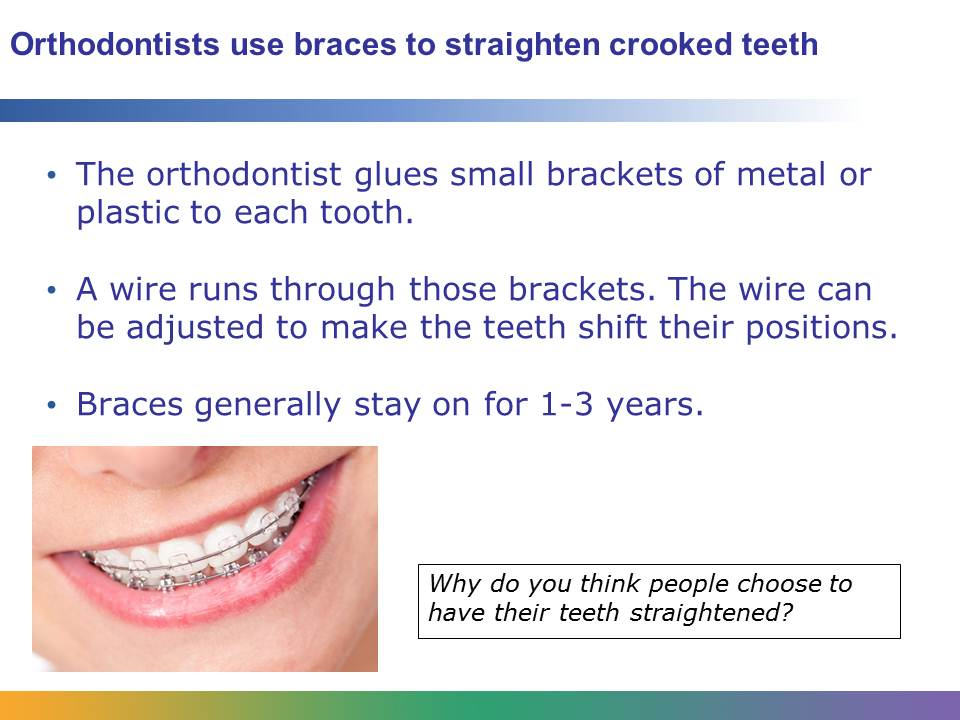 Orthodontists use braces to straighten crooked teeth
• The orthodontist glues small brackets of metal or
plastic to each tooth.
• A wire runs through those brackets. The wire can
be adjusted to make the teeth shift their positions.
• Braces generally stay on for 1-3 years.
Why do you think people choose to
have their teeth straightened?